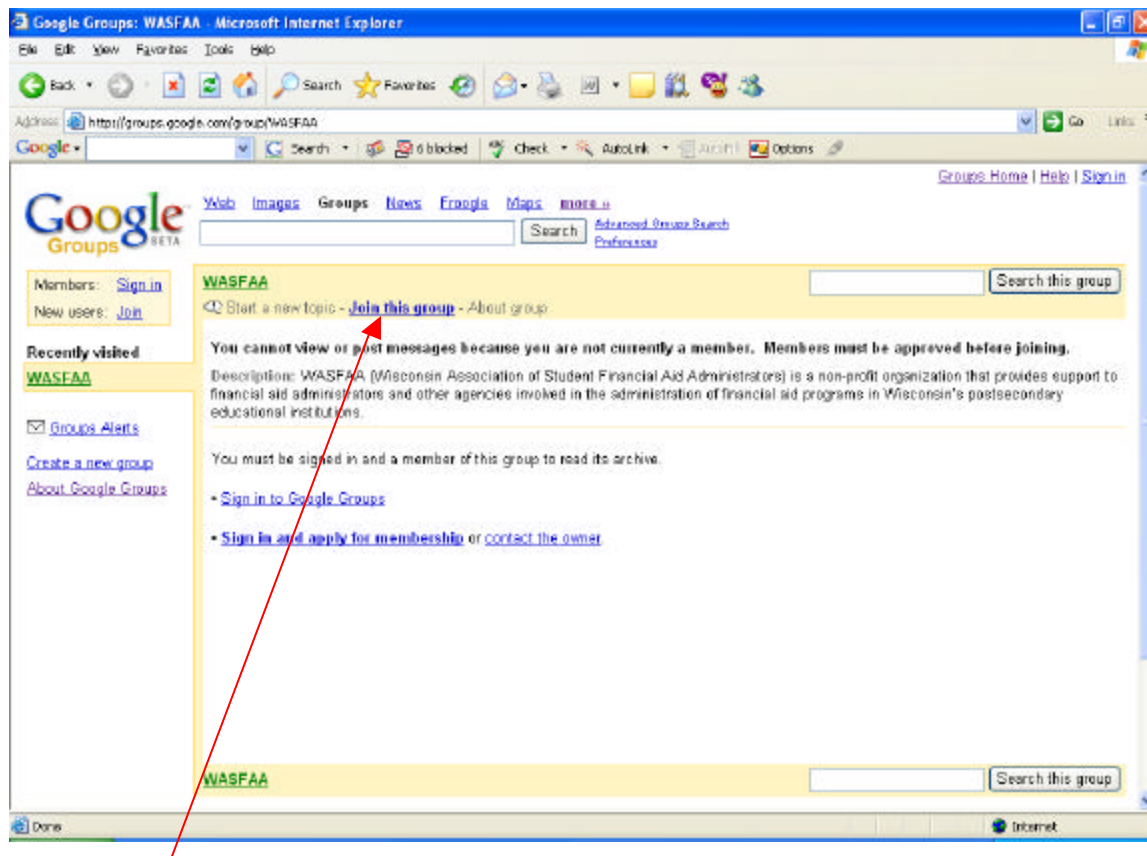 Google Groups: WASFAA - Microsoft Internet Explorer
File Edit View Favorites Tools Help
Back Search Favorites
Address http://groups.google.com/group/WASFAA Go Links
Google Search 6 blocked Check AutoLink AutoFill Options
Groups Home | Help | Sign in
Google Groups BETA
Web Images Groups News Froogle Maps more »
Search Advanced Groups Search
Preferences
Members: Sign in
New users: Join
WASFAA
Search this group
Start a new topic - Join this group - About group
Recently visited
WASFAA
Groups Alerts
Create a new group
About Google Groups
You cannot view or post messages because you are not currently a member. Members must be approved before joining.
Description: WASFAA (Wisconsin Association of Student Financial Aid Administrators) is a non-profit organization that provides support to
financial aid administrators and other agencies involved in the administration of financial aid programs in Wisconsin's postsecondary
educational institutions.
You must be signed in and a member of this group to read its archive.
• Sign in to Google Groups
• Sign in and apply for membership or contact the owner.
WASFAA
Search this group
Done Internet